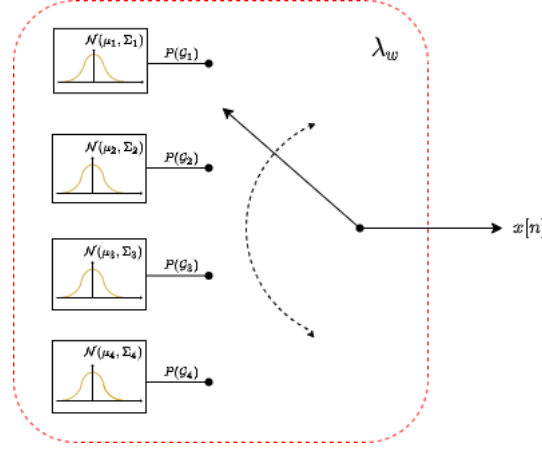 𝒩(μ₁, Σ₁)
P(𝒢₁)
λ_w
𝒩(μ₂, Σ₂)
P(𝒢₂)
x[n]
𝒩(μ₃, Σ₃)
P(𝒢₃)
𝒩(μ₄, Σ₄)
P(𝒢₄)